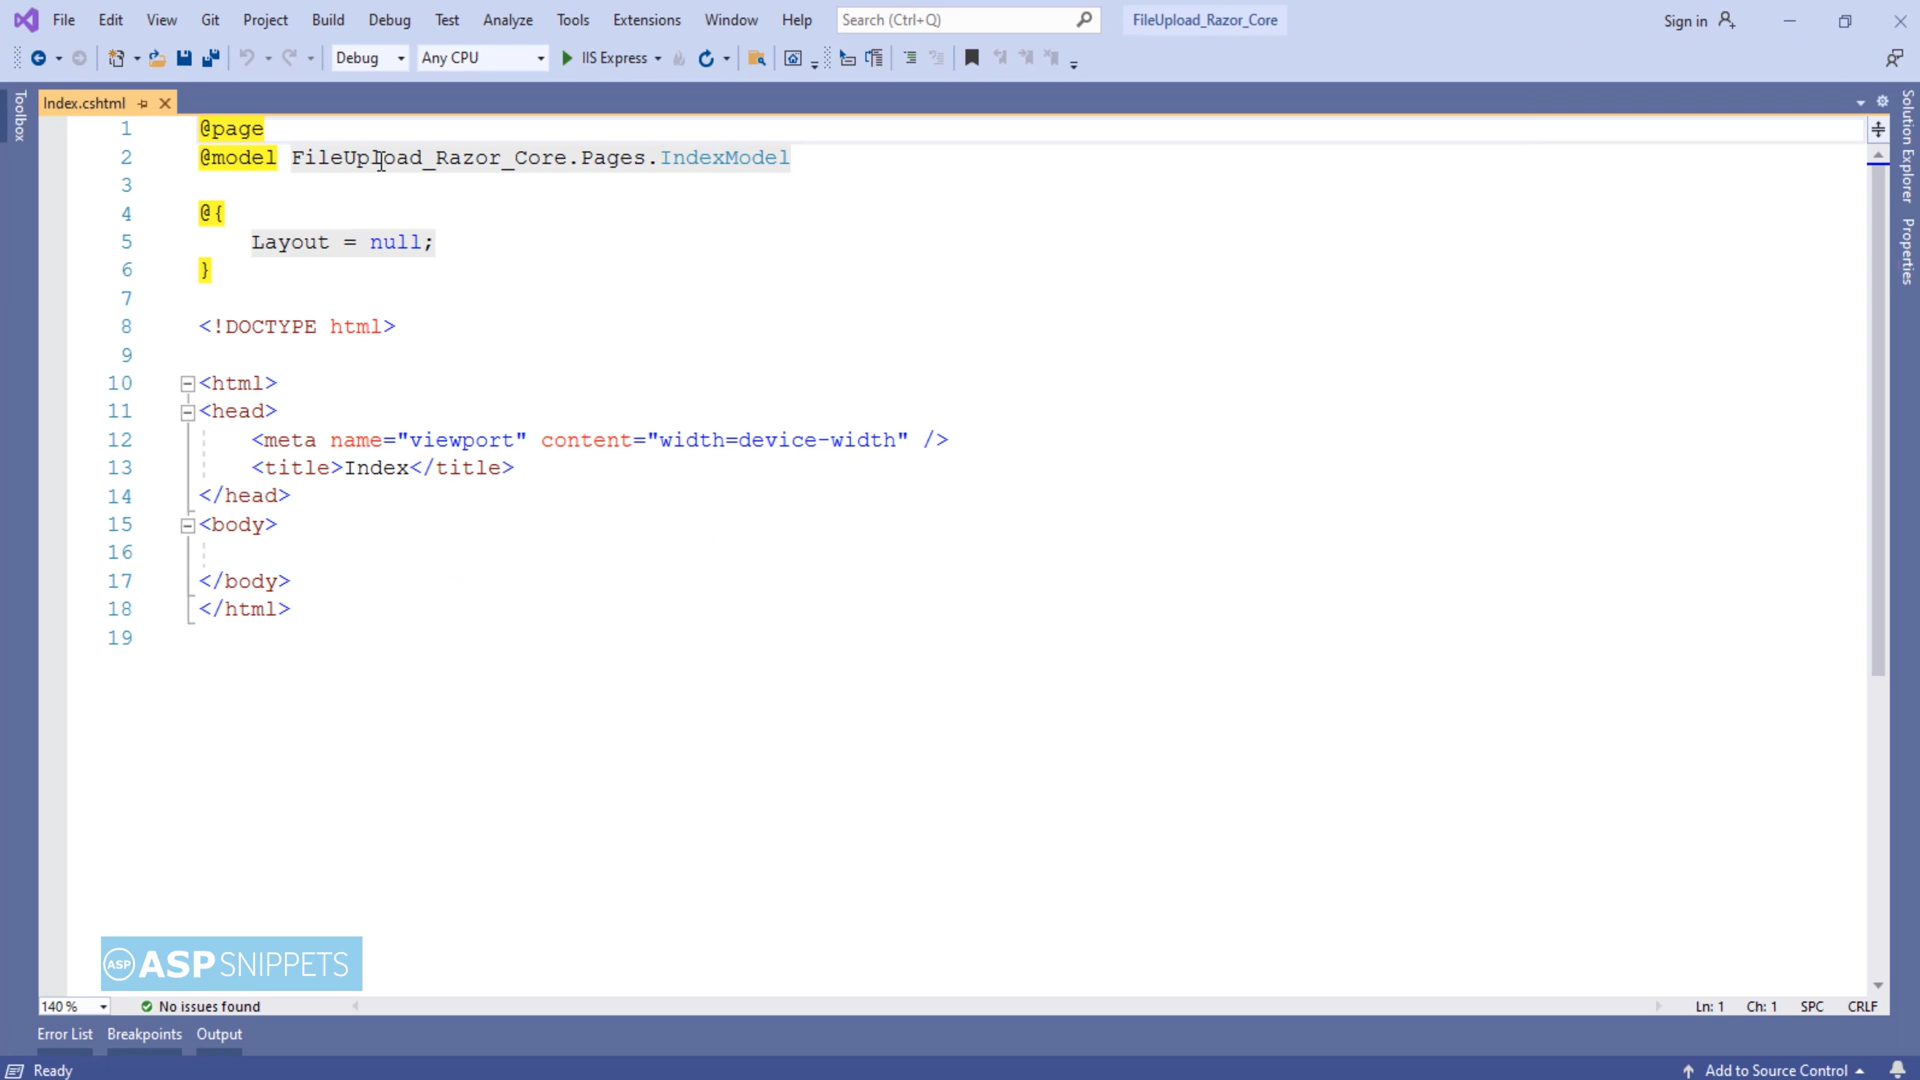 File Edit View Git Project Build Debug Test Analyze Tools Extensions Window Help Search (Ctrl+Q) FileUpload_Razor_Core Sign in
Debug Any CPU IIS Express
Toolbox
Index.cshtml
Solution Explorer
Properties
1 @page
2 @model FileUpload_Razor_Core.Pages.IndexModel
3
4 @{
5 Layout = null;
6 }
7
8 <!DOCTYPE html>
9
10 <html>
11 <head>
12 <meta name="viewport" content="width=device-width" />
13 <title>Index</title>
14 </head>
15 <body>
16
17 </body>
18 </html>
19
ASP ASPSNIPPETS
140 % No issues found Ln: 1 Ch: 1 SPC CRLF
Error List Breakpoints Output
Ready Add to Source Control